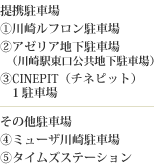 提携駐車場
①川崎ルフロン駐車場
②アゼリア地下駐車場
（川崎駅東口公共地下駐車場）
③CINEPIT（チネピット）
1駐車場
その他駐車場
④ミューザ川崎駐車場
⑤タイムズステーション